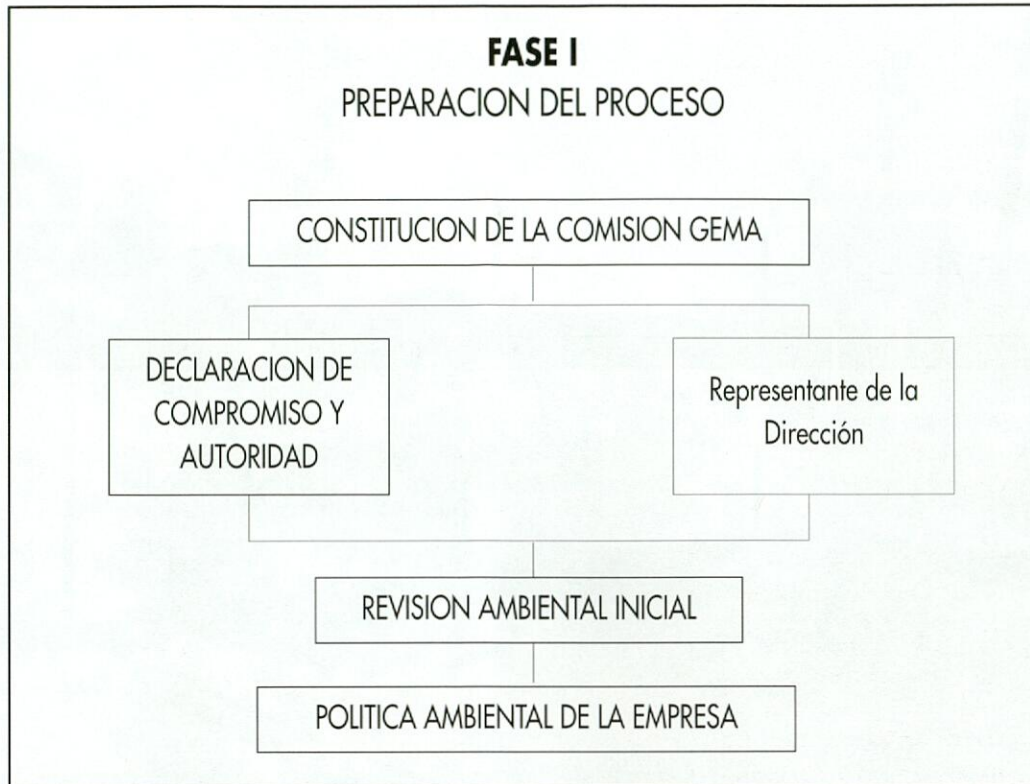 FASE I
PREPARACION DEL PROCESO
CONSTITUCION DE LA COMISION GEMA
DECLARACION DE
COMPROMISO Y
AUTORIDAD
Representante de la
Dirección
REVISION AMBIENTAL INICIAL
POLITICA AMBIENTAL DE LA EMPRESA